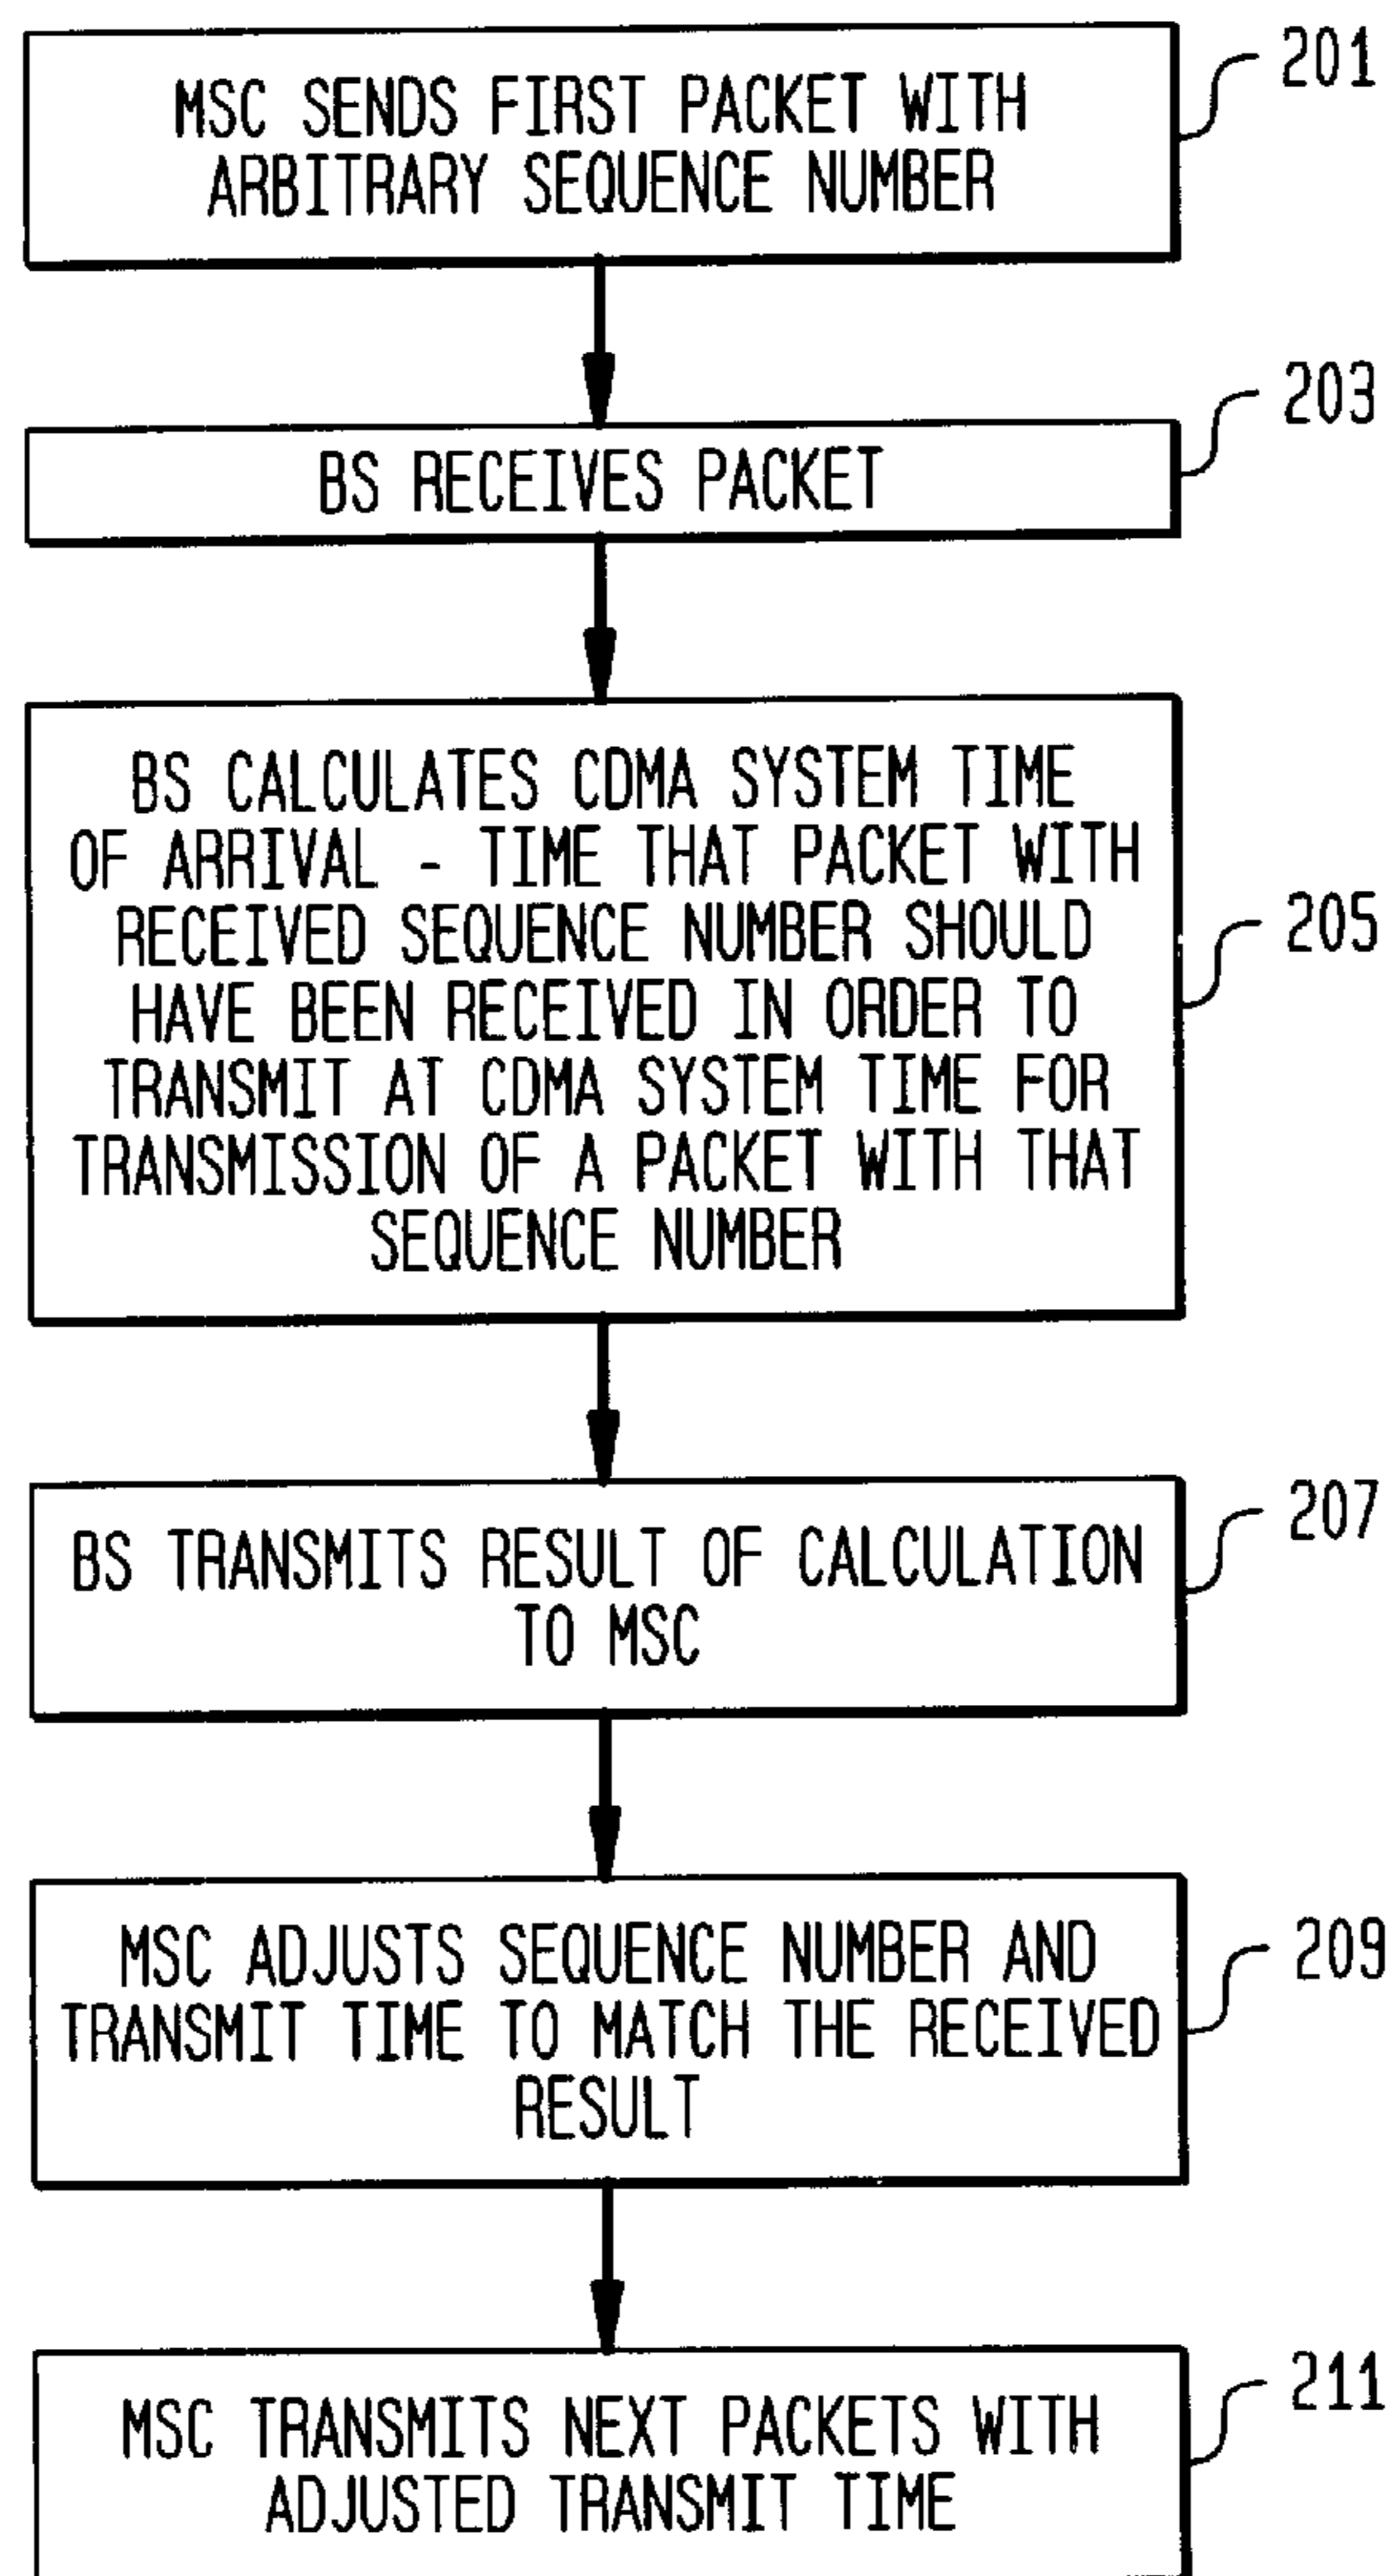 MSC SENDS FIRST PACKET WITH
ARBITRARY SEQUENCE NUMBER
201
BS RECEIVES PACKET
203
BS CALCULATES CDMA SYSTEM TIME
OF ARRIVAL - TIME THAT PACKET WITH
RECEIVED SEQUENCE NUMBER SHOULD
HAVE BEEN RECEIVED IN ORDER TO
TRANSMIT AT CDMA SYSTEM TIME FOR
TRANSMISSION OF A PACKET WITH THAT
SEQUENCE NUMBER
205
BS TRANSMITS RESULT OF CALCULATION
TO MSC
207
MSC ADJUSTS SEQUENCE NUMBER AND
TRANSMIT TIME TO MATCH THE RECEIVED
RESULT
209
MSC TRANSMITS NEXT PACKETS WITH
ADJUSTED TRANSMIT TIME
211